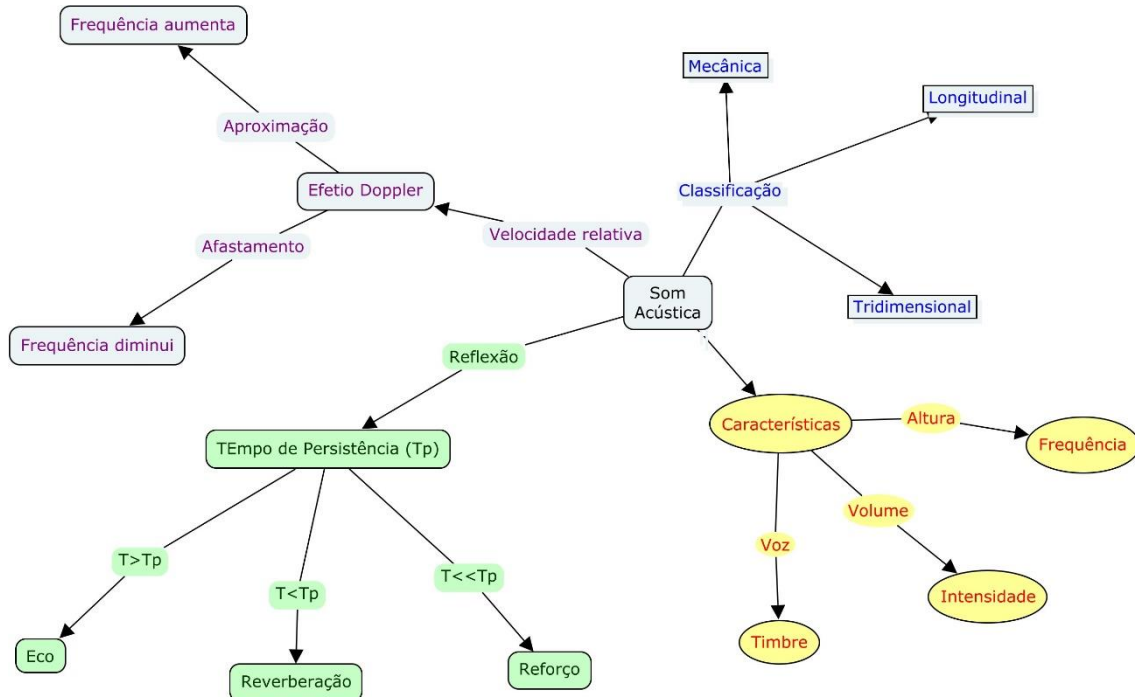 Frequência aumenta
Mecânica
Longitudinal
Aproximação
Efetio Doppler
Classificação
Velocidade relativa
Afastamento
Som
Acústica
Tridimensional
Frequência diminui
Reflexão
Características
Altura
Frequência
TEmpo de Persistência (Tp)
Volume
Voz
T>Tp
T<Tp
T<<Tp
Intensidade
Timbre
Eco
Reverberação
Reforço